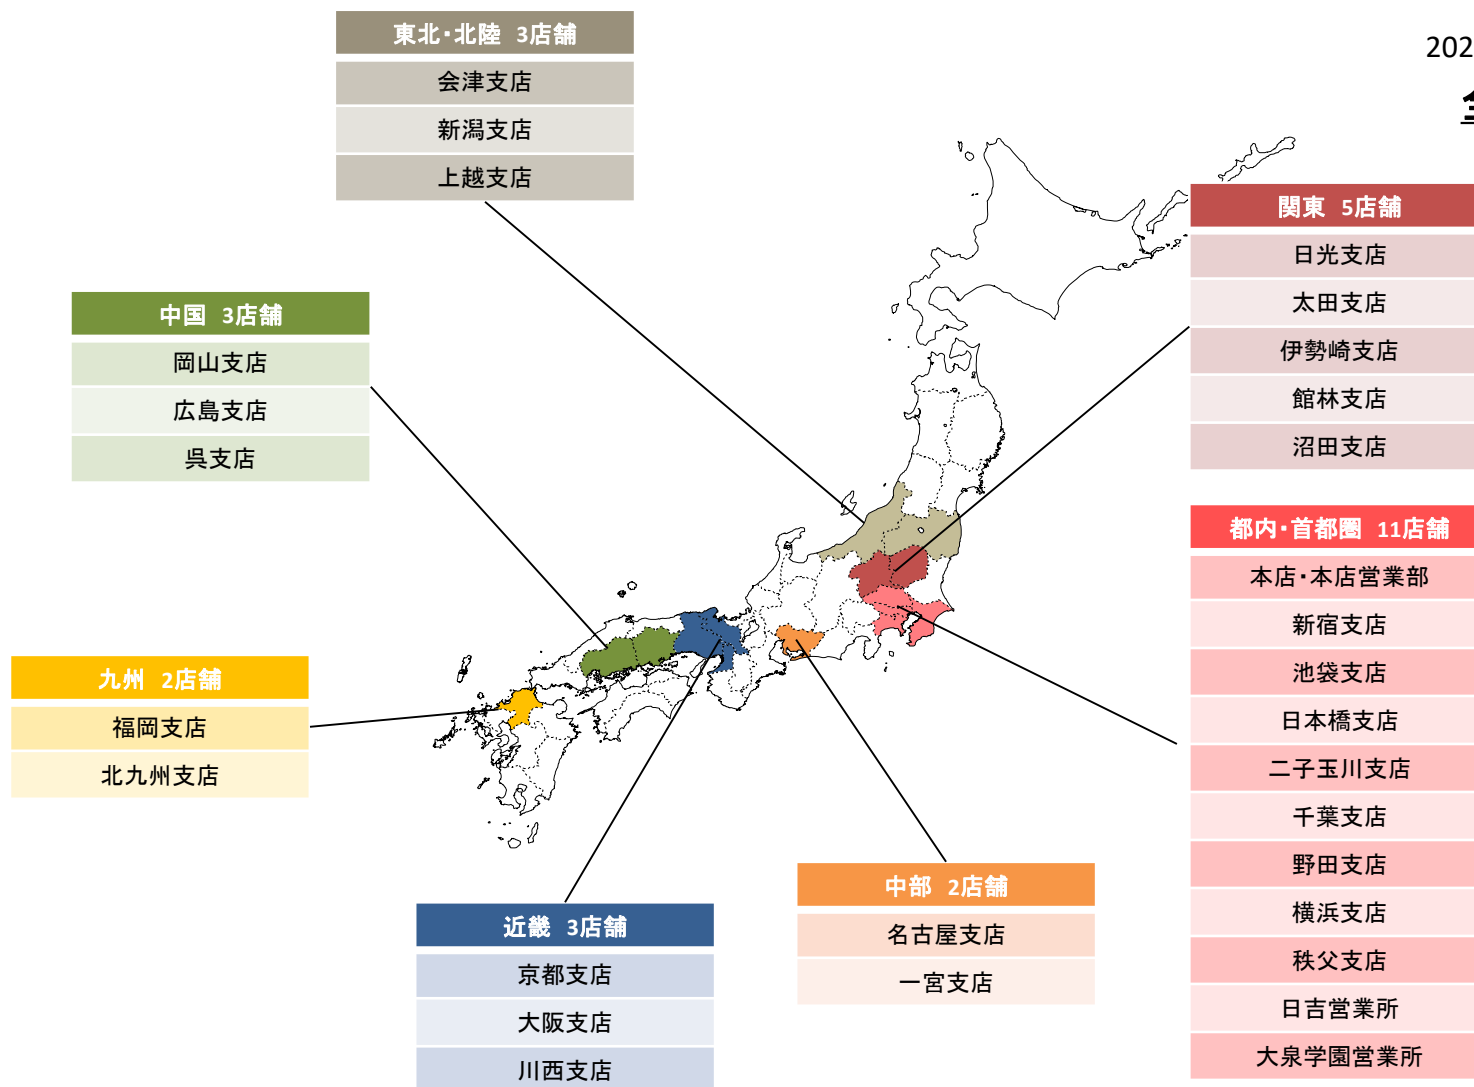 東北・北陸 3店舗
会津支店
新潟支店
上越支店
202
関東 5店舗
日光支店
太田支店
伊勢崎支店
館林支店
沼田支店
中国 3店舗
岡山支店
広島支店
呉支店
都内・首都圏 11店舗
本店・本店営業部
新宿支店
池袋支店
日本橋支店
二子玉川支店
千葉支店
野田支店
横浜支店
秩父支店
日吉営業所
大泉学園営業所
九州 2店舗
福岡支店
北九州支店
中部 2店舗
名古屋支店
一宮支店
近畿 3店舗
京都支店
大阪支店
川西支店